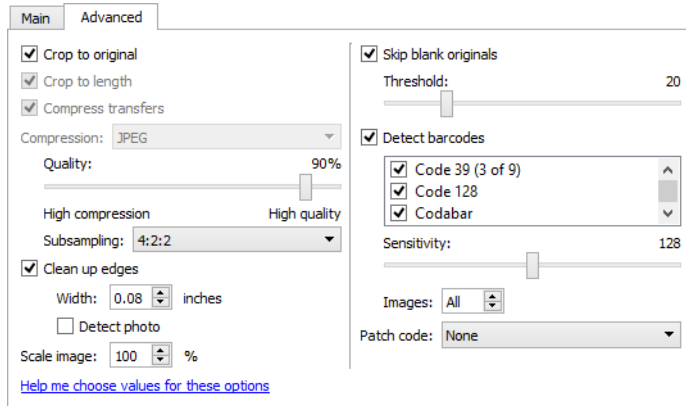 Main Advanced
Crop to original
Crop to length
Compress transfers
Compression: JPEG
Quality: 90%
High compression High quality
Subsampling: 4:2:2
Clean up edges
Width: 0.08 inches
Detect photo
Scale image: 100 %
Help me choose values for these options
Skip blank originals
Threshold: 20
Detect barcodes
Code 39 (3 of 9)
Code 128
Codabar
Sensitivity: 128
Images: All
Patch code: None